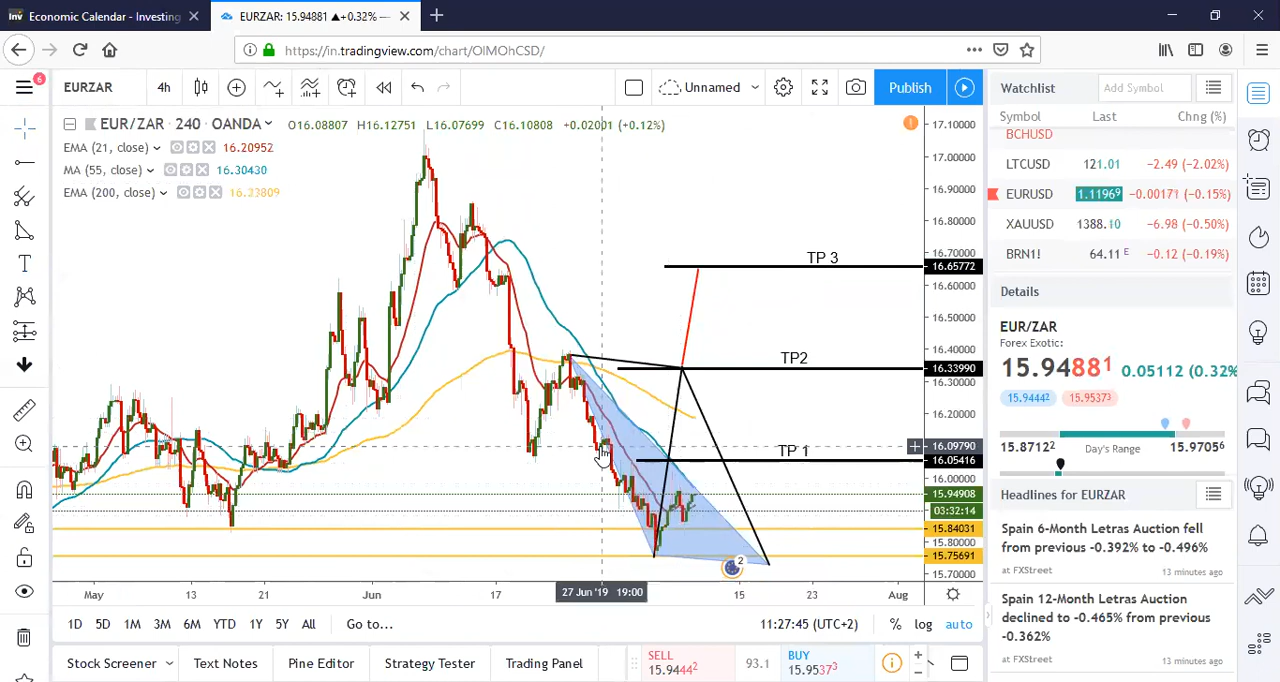 Economic Calendar - Investing
EURZAR: 15.94881 ▲+0.32% —
https://in.tradingview.com/chart/OIMOhCSD/
6
EURZAR
4h
Unnamed
Publish
EUR/ZAR · 240 · OANDA
O16.08807 H16.12751 L16.07699 C16.10808 +0.02001 (+0.12%)
EMA (21, close) 16.20952
MA (55, close) 16.30430
EMA (200, close) 16.33809
17.10000
17.00000
16.90000
16.80000
16.70000
16.65772
16.60000
16.50000
16.40000
16.33990
16.30000
16.20000
16.09790
16.05416
16.00000
15.94908
03:32:14
15.84031
15.80000
15.75691
15.70000
TP 3
TP2
TP 1
2
May
13
21
Jun
17
27 Jun '19 19:00
15
23
Aug
1D 5D 1M 3M 6M YTD 1Y 5Y All Go to...
11:27:45 (UTC+2)
% log auto
Stock Screener
Text Notes
Pine Editor
Strategy Tester
Trading Panel
SELL
15.94442
93.1
BUY
15.95373
Watchlist
Add Symbol
Symbol Last Chng (%)
BCHUSD
LTCUSD 121.01 -2.49 (-2.02%)
EURUSD 1.11969 -0.00171 (-0.15%)
XAUUSD 1388.10 -6.98 (-0.50%)
BRN1! 64.11 E -0.12 (-0.19%)
Details
EUR/ZAR
Forex Exotic:
15.94881 0.05112 (0.32%
15.94442 15.95373
15.87122 Day's Range 15.97056
Headlines for EURZAR
Spain 6-Month Letras Auction fell
from previous -0.392% to -0.496%
at FXStreet 13 minutes ago
Spain 12-Month Letras Auction
declined to -0.465% from previous
-0.362%
at FXStreet 13 minutes ago